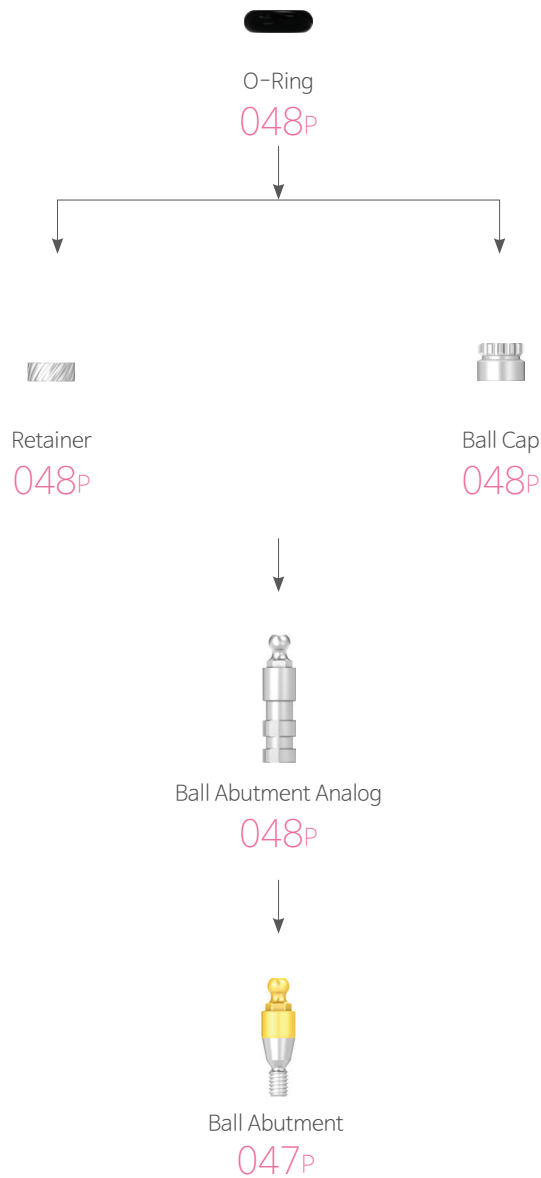 O-Ring
048P
Retainer
048P
Ball Cap
048P
Ball Abutment Analog
048P
Ball Abutment
047P